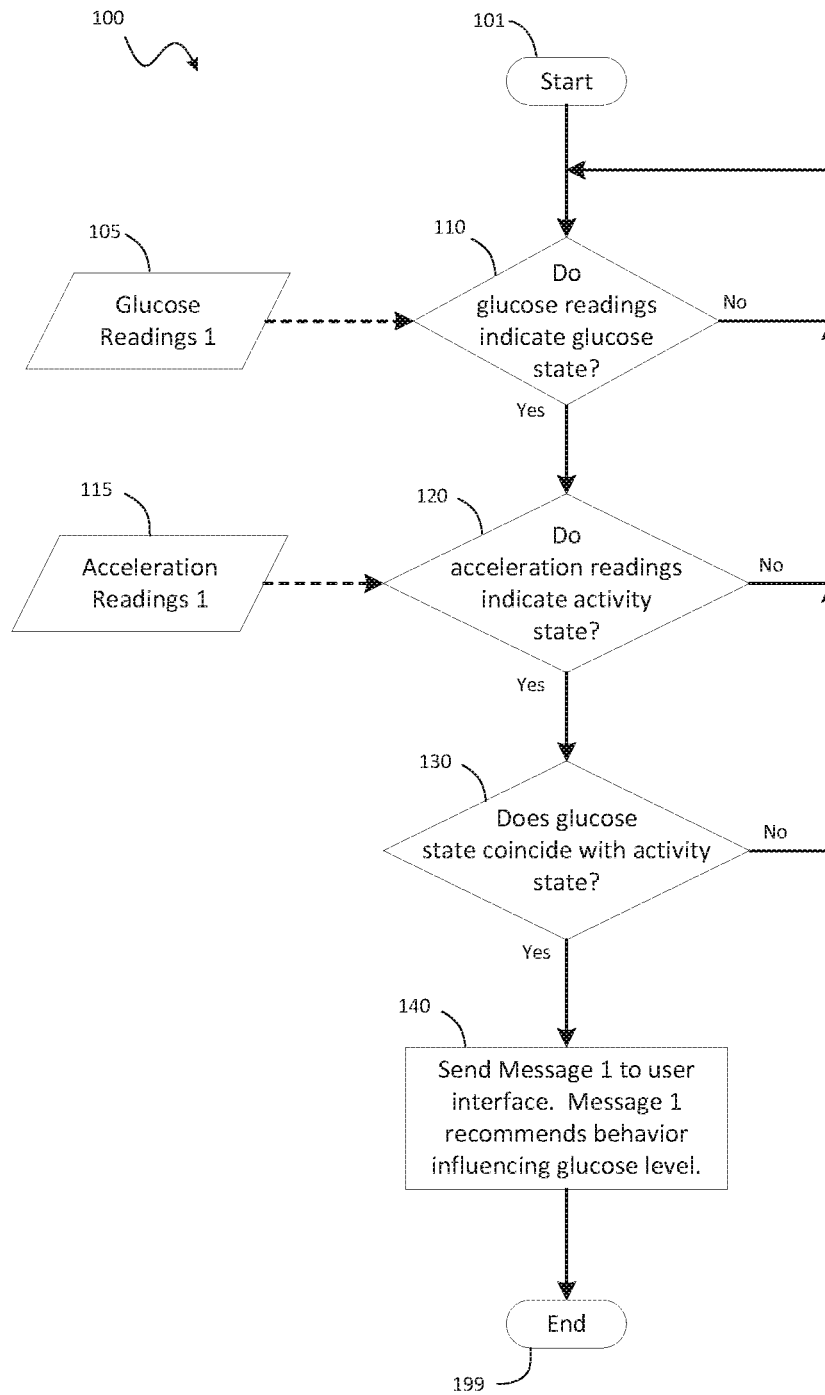 100
101
Start
105
Glucose
Readings 1
110
Do
glucose readings
indicate glucose
state?
No
Yes
115
Acceleration
Readings 1
120
Do
acceleration readings
indicate activity
state?
No
Yes
130
Does glucose
state coincide with activity
state?
No
Yes
140
Send Message 1 to user
interface. Message 1
recommends behavior
influencing glucose level.
End
199